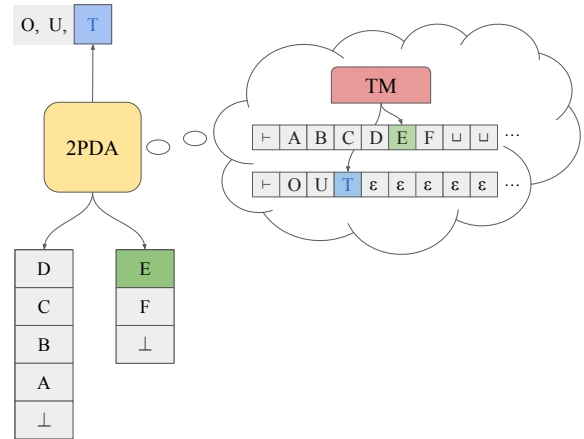 O, U, T
2PDA
TM
⊢ A B C D E F ⊔ ⊔ ...
⊢ O U T ε ε ε ε ε ...
D
C
B
A
⊥
E
F
⊥